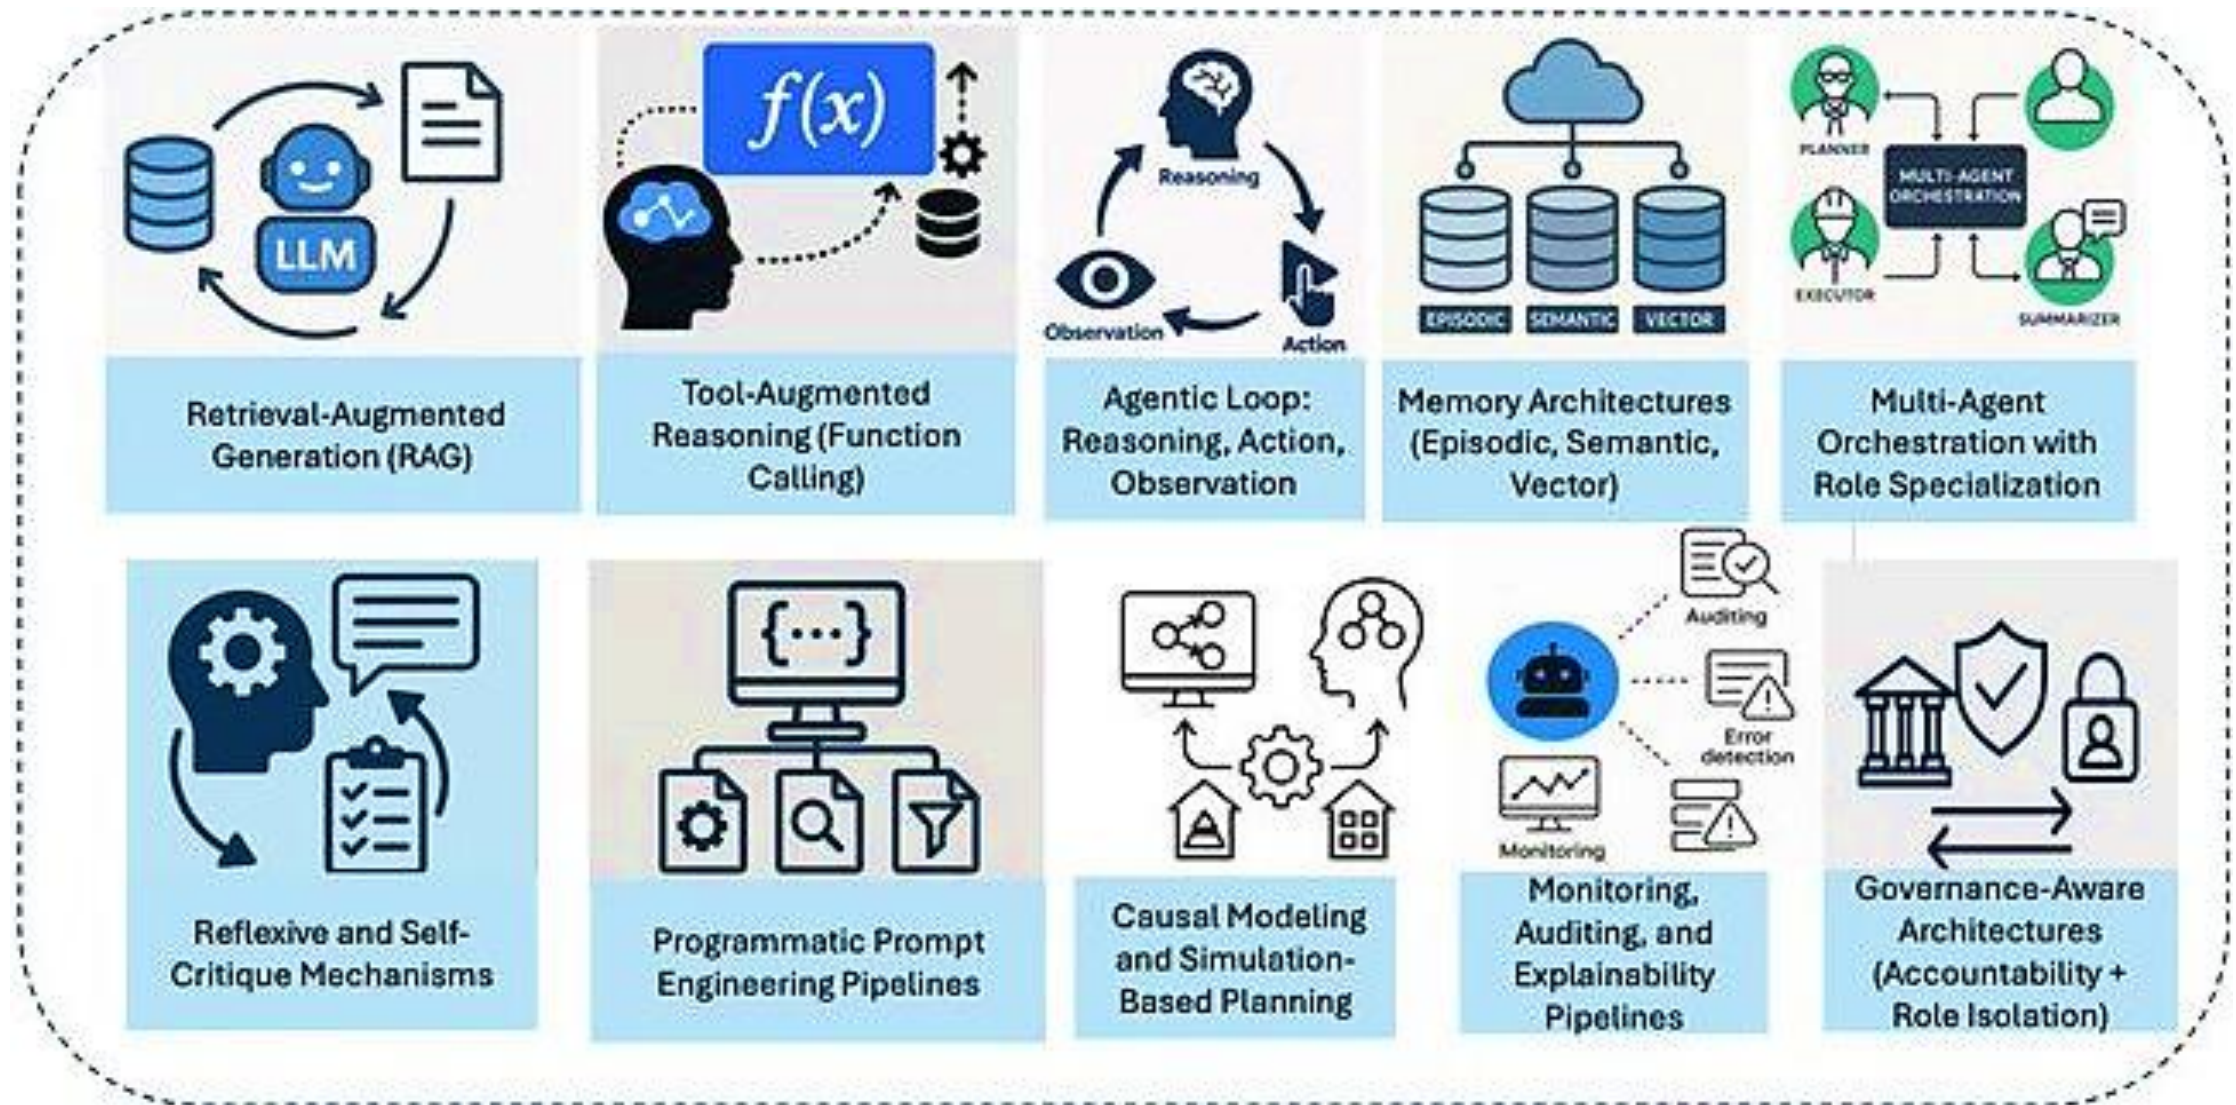 LLM
Retrieval-Augmented
Generation (RAG)
f(x)
Tool-Augmented
Reasoning (Function
Calling)
Reasoning
Observation
Action
Agentic Loop:
Reasoning, Action,
Observation
EPISODIC
SEMANTIC
VECTOR
Memory Architectures
(Episodic, Semantic,
Vector)
PLANNER
MULTI-AGENT
ORCHESTRATION
EXECUTOR
SUMMARIZER
Multi-Agent
Orchestration with
Role Specialization
Reflexive and Self-
Critique Mechanisms
{...}
Programmatic Prompt
Engineering Pipelines
Causal Modeling
and Simulation-
Based Planning
Auditing
Error
detection
Monitoring
Monitoring,
Auditing, and
Explainability
Pipelines
Governance-Aware
Architectures
(Accountability +
Role Isolation)